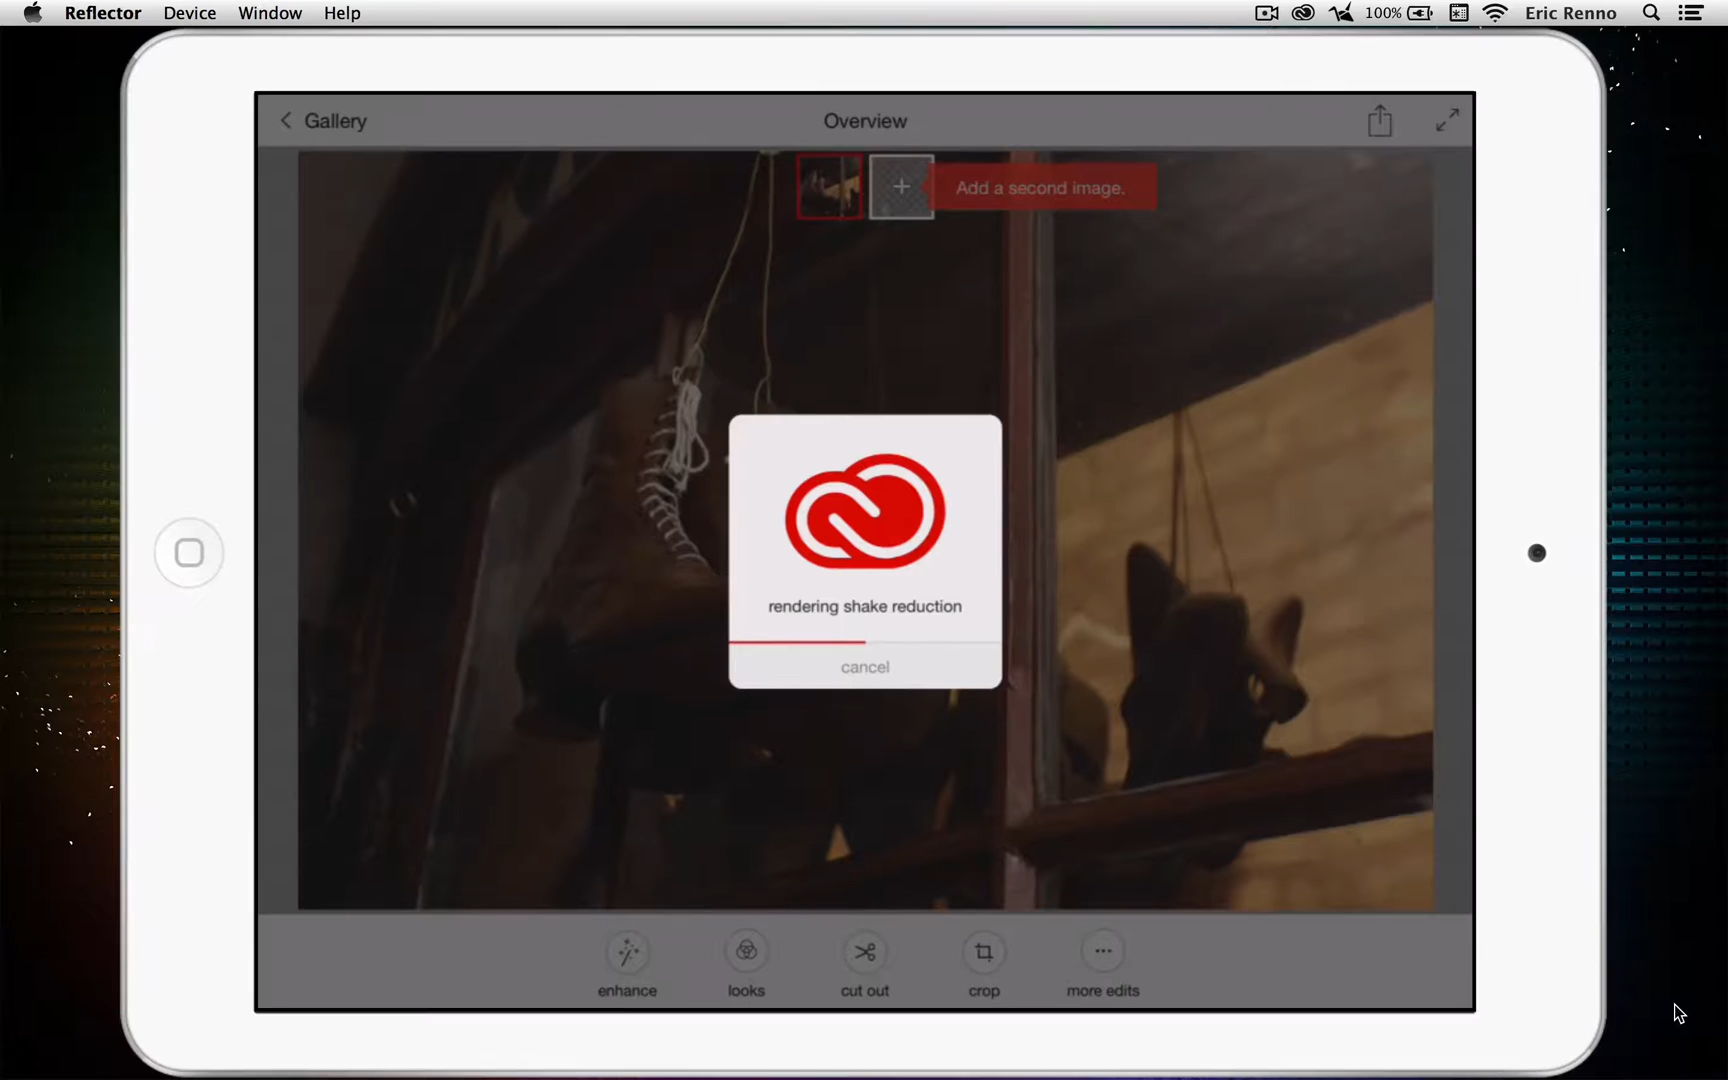 Reflector Device Window Help 100% Eric Renno
Gallery Overview
Add a second image.
rendering shake reduction
cancel
enhance looks cut out crop more edits